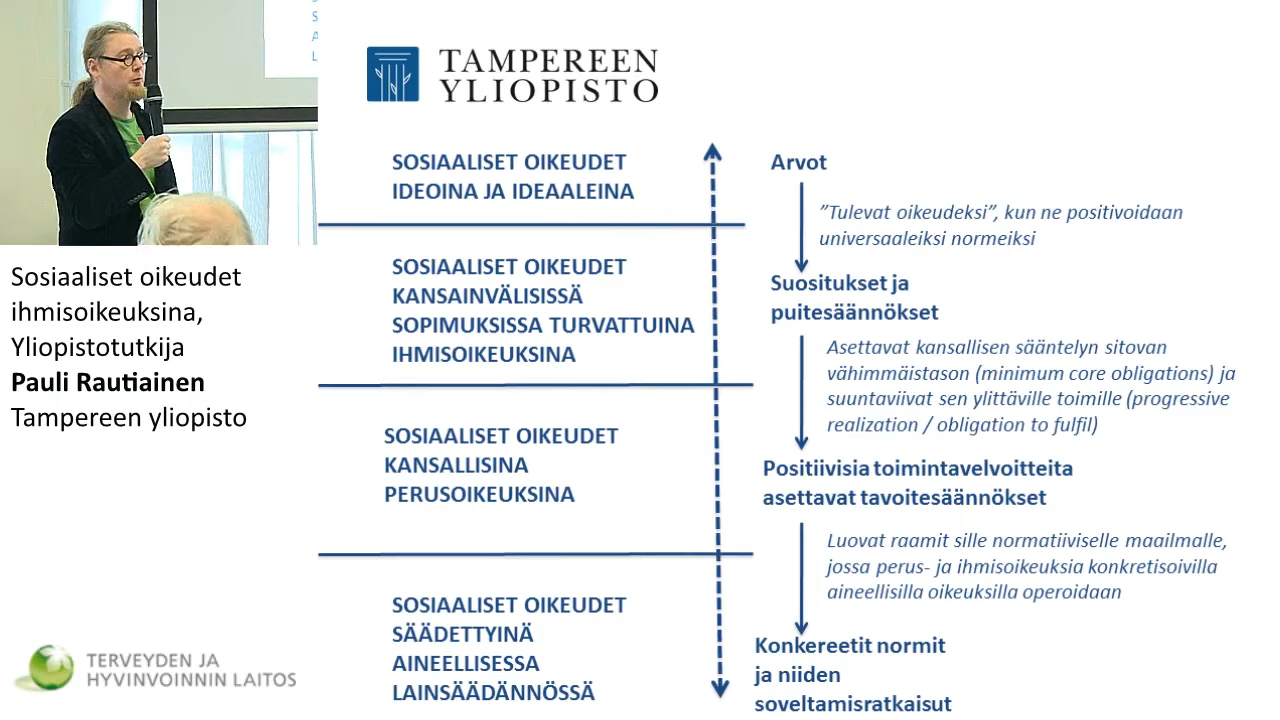 S
A
L
TAMPEREEN
YLIOPISTO
SOSIAALISET OIKEUDET
IDEOINA JA IDEAALEINA
Arvot
”Tulevat oikeudeksi”, kun ne positivoidaan
universaaleiksi normeiksi
SOSIAALISET OIKEUDET
KANSAINVÄLISISSÄ
SOPIMUKSISSA TURVATTUINA
IHMISOIKEUKSINA
Suositukset ja
puitesäännökset
Asettavat kansallisen sääntelyn sitovan
vähimmäistason (minimum core obligations) ja
suuntaviivat sen ylittäville toimille (progressive
realization / obligation to fulfil)
SOSIAALISET OIKEUDET
KANSALLISINA
PERUSOIKEUKSINA
Positiivisia toimintavelvoitteita
asettavat tavoitesäännökset
Luovat raamit sille normatiiviselle maailmalle,
jossa perus- ja ihmisoikeuksia konkretisoivilla
aineellisilla oikeuksilla operoidaan
SOSIAALISET OIKEUDET
SÄÄDETTYINÄ
AINEELLISESSA
LAINSÄÄDÄNNÖSSÄ
Konkereetit normit
ja niiden
soveltamisratkaisut
Sosiaaliset oikeudet
ihmisoikeuksina,
Yliopistotutkija
Pauli Rautiainen
Tampereen yliopisto
TERVEYDEN JA
HYVINVOINNIN LAITOS